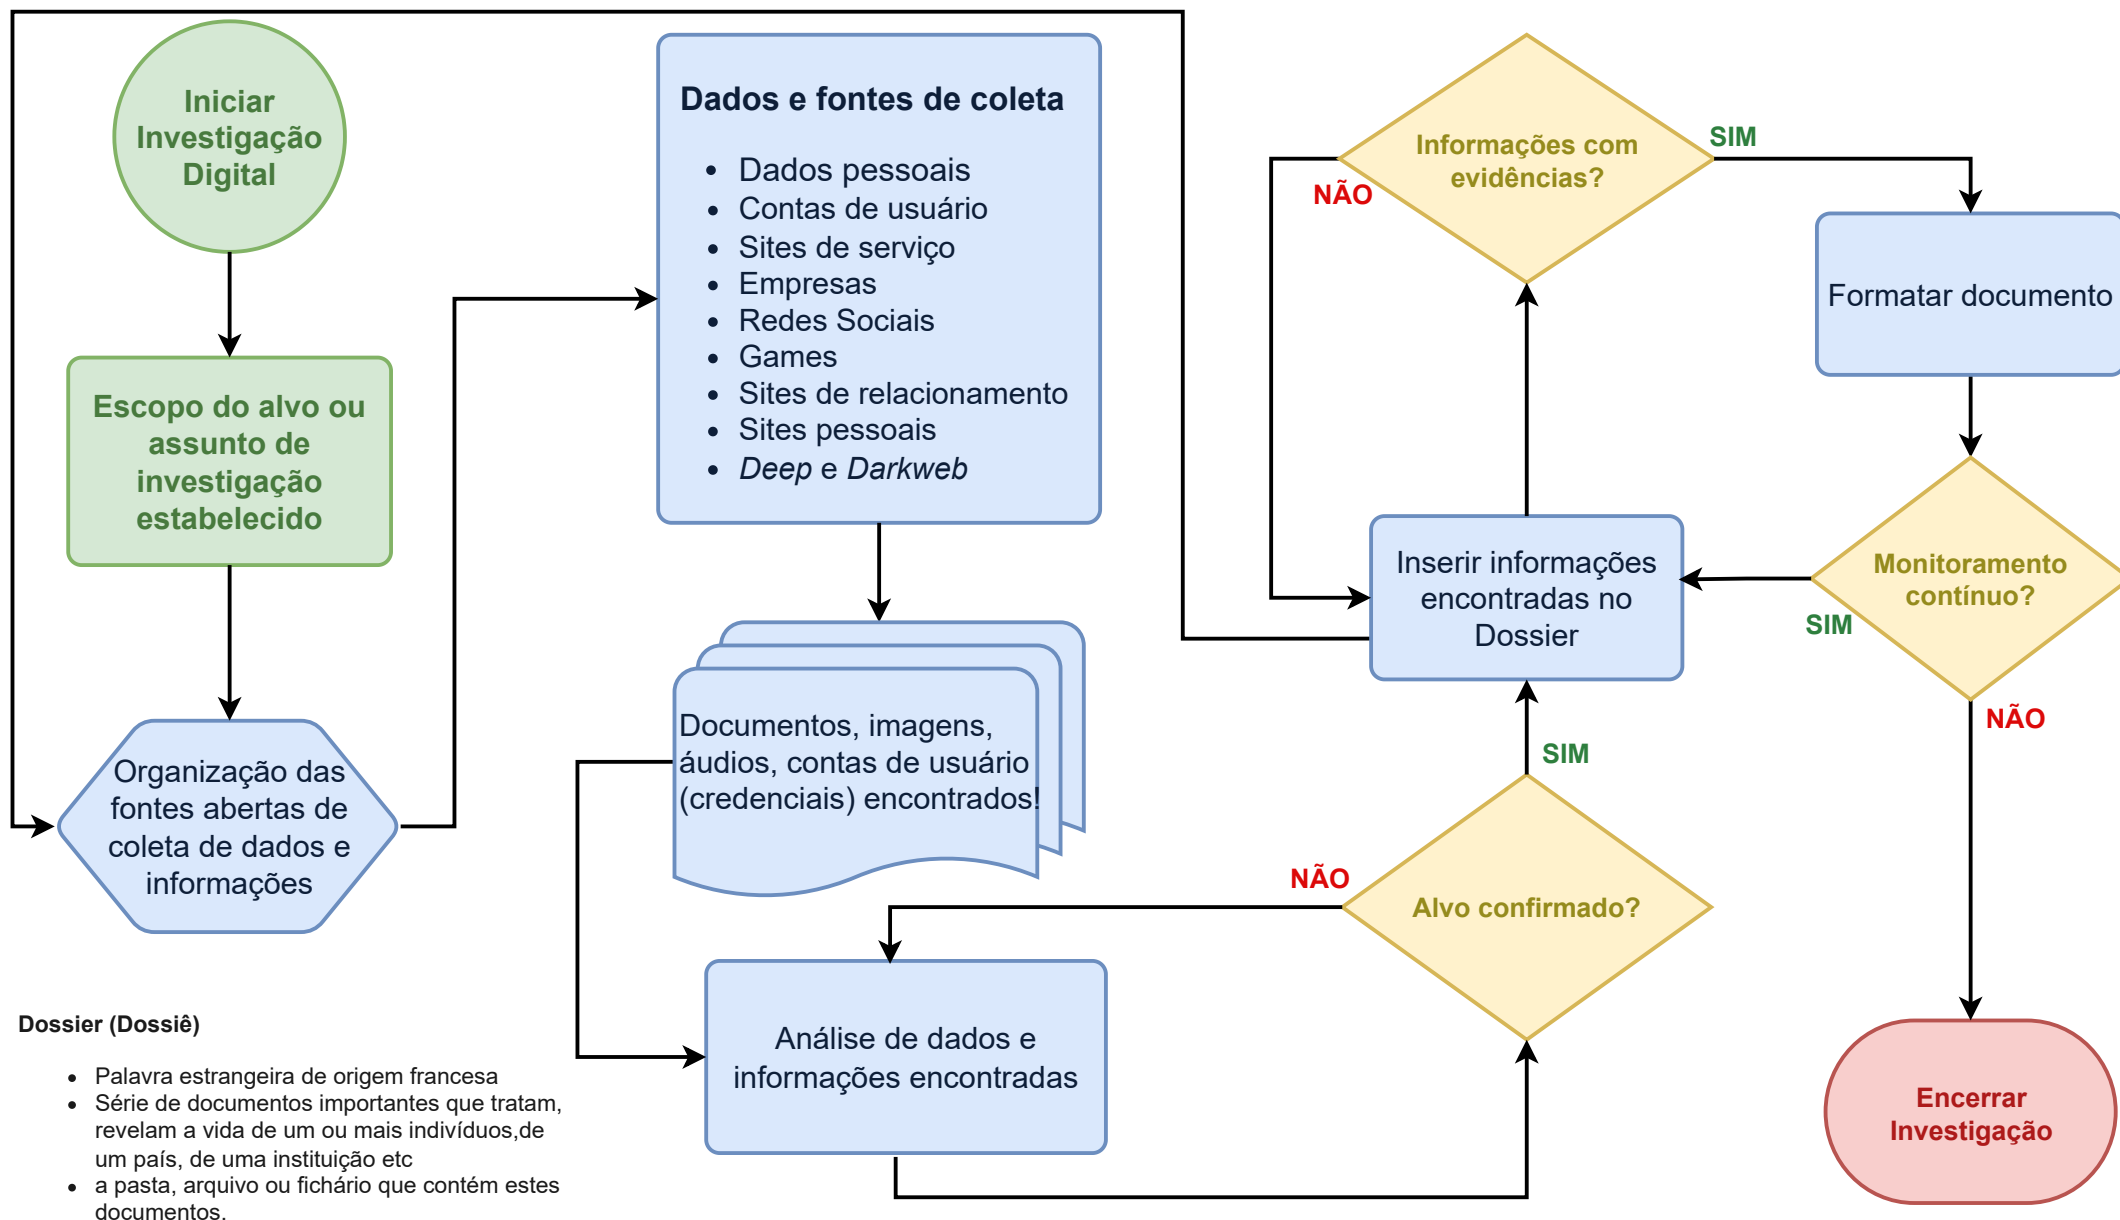 Iniciar
Investigação
Digital
Escopo do alvo ou
assunto de
investigação
estabelecido
Organização das
fontes abertas de
coleta de dados e
informações
Dados e fontes de coleta
• Dados pessoais
• Contas de usuário
• Sites de serviço
• Empresas
• Redes Sociais
• Games
• Sites de relacionamento
• Sites pessoais
• Deep e Darkweb
Documentos, imagens,
áudios, contas de usuário
(credenciais) encontrados!
Análise de dados e
informações encontradas
Alvo confirmado?
NÃO
SIM
Inserir informações
encontradas no
Dossier
Informações com
evidências?
NÃO
SIM
Formatar documento
Monitoramento
contínuo?
SIM
NÃO
Encerrar
Investigação
Dossier (Dossiê)
• Palavra estrangeira de origem francesa
• Série de documentos importantes que tratam,
revelam a vida de um ou mais indivíduos,de
um país, de uma instituição etc
• a pasta, arquivo ou fichário que contém estes
documentos.